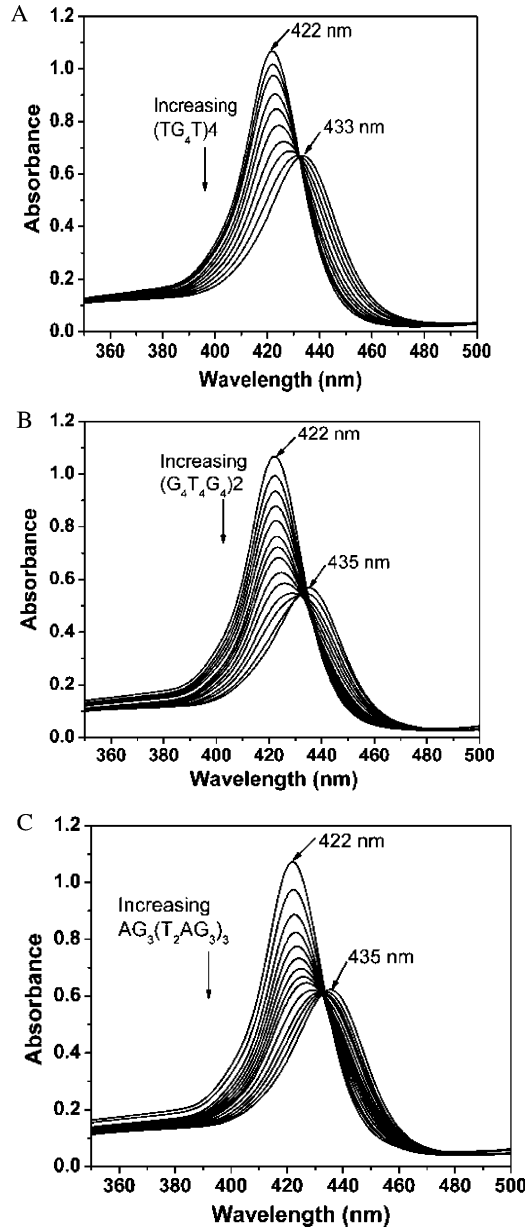 A
1.2
1.0
0.8
0.6
0.4
0.2
0.0
Absorbance
422 nm
Increasing
(TG₄T)4
433 nm
360 380 400 420 440 460 480 500
Wavelength (nm)
B
1.2
1.0
0.8
0.6
0.4
0.2
0.0
Absorbance
422 nm
Increasing
(G₄T₄G₄)2
435 nm
360 380 400 420 440 460 480 500
Wavelength (nm)
C
1.2
1.0
0.8
0.6
0.4
0.2
0.0
Absorbance
422 nm
Increasing
AG₃(T₂AG₃)₃
435 nm
360 380 400 420 440 460 480 500
Wavelength (nm)